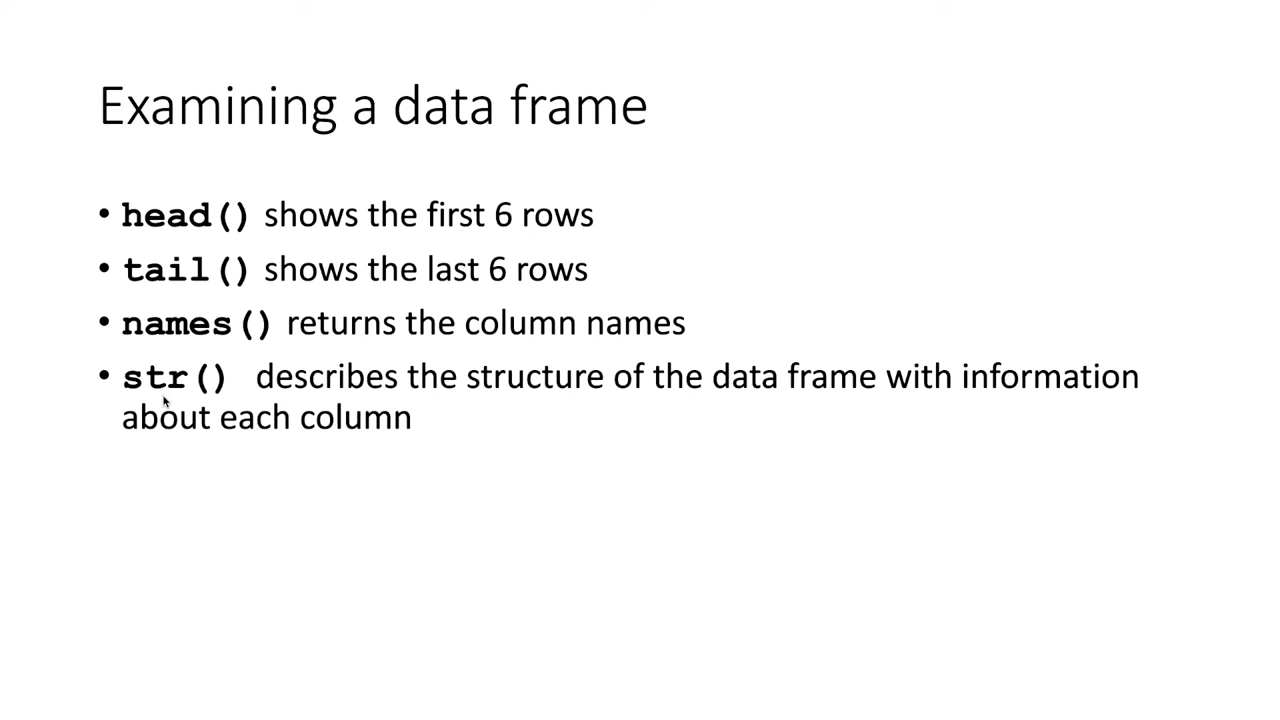 Examining a data frame
• head() shows the first 6 rows
• tail() shows the last 6 rows
• names() returns the column names
• str() describes the structure of the data frame with information
about each column